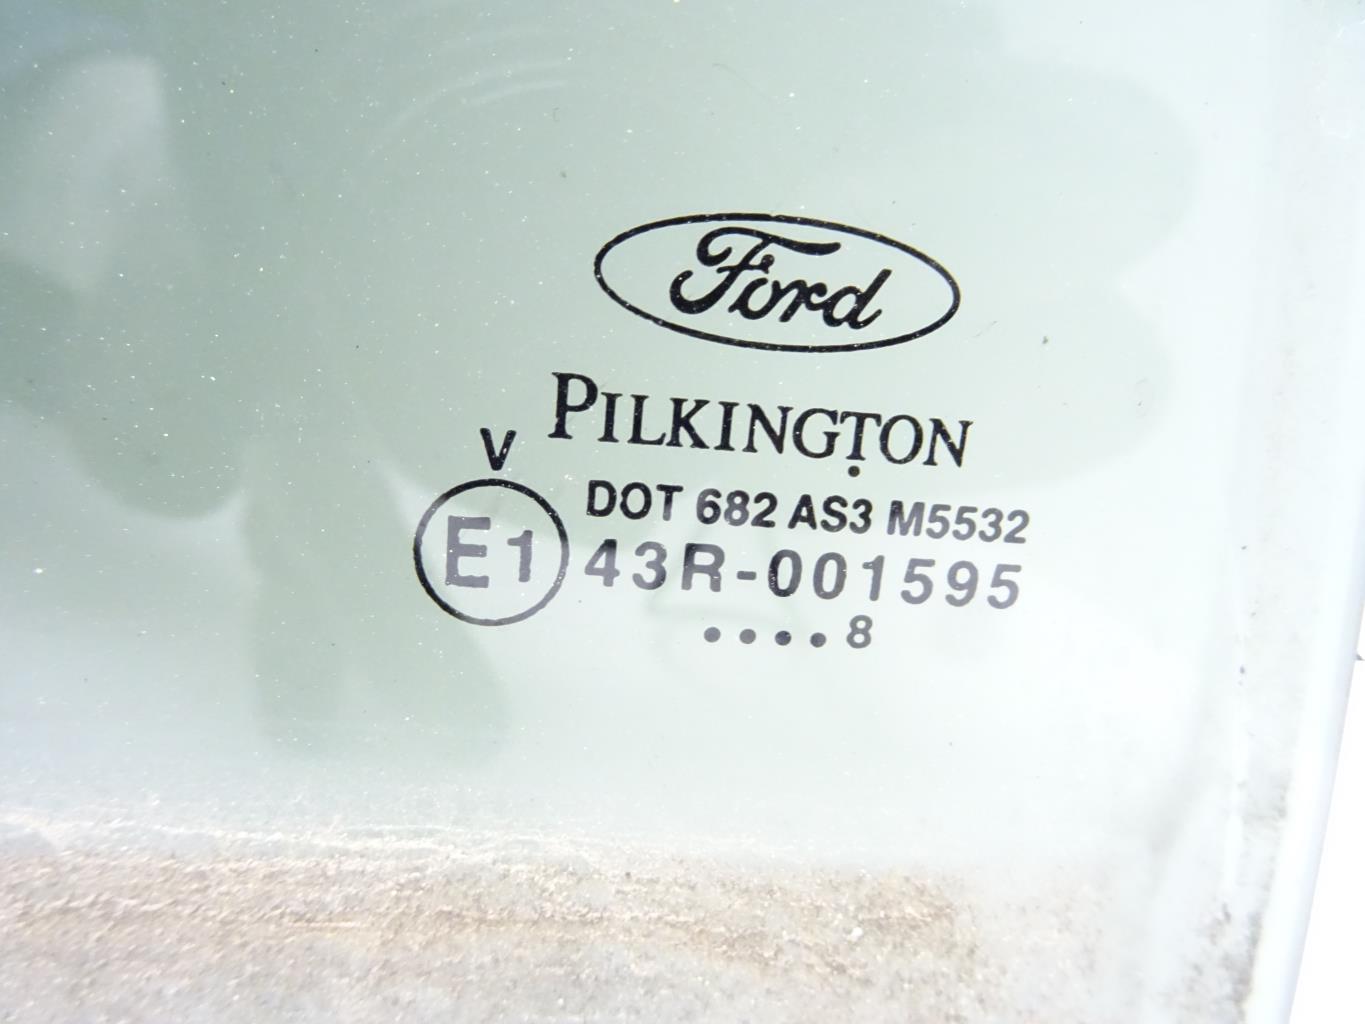 Ford
PILKINGTON
V
DOT 682 AS3 M5532
E1 43R-001595
....8